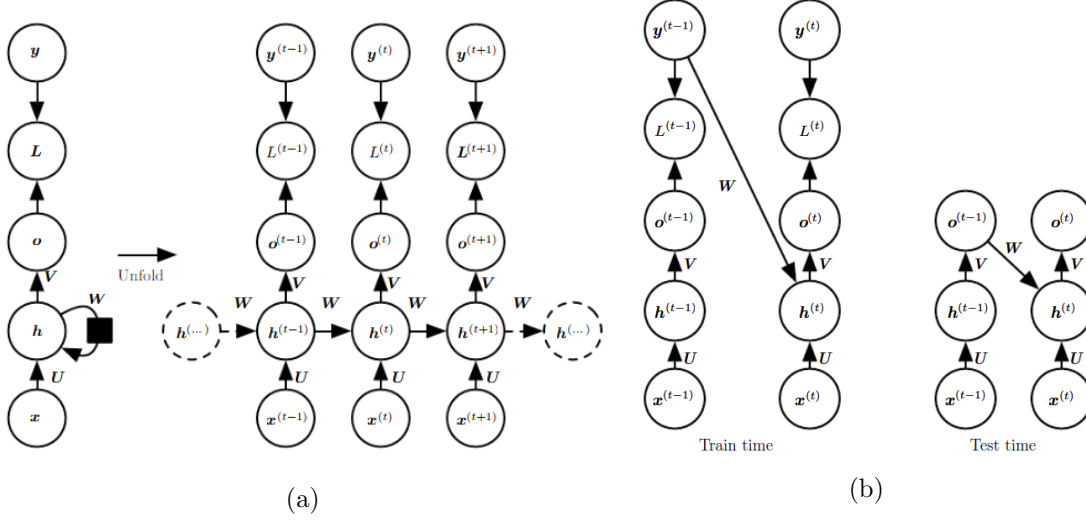 y y^(t−1) y^(t) y^(t+1)
L L^(t−1) L^(t) L^(t+1)
o o^(t−1) o^(t) o^(t+1)
Unfold
V V V V
W W W W W
h h^(...) h^(t−1) h^(t) h^(t+1) h^(...)
U U U U
x x^(t−1) x^(t) x^(t+1)
(a)
y^(t−1) y^(t)
L^(t−1) L^(t)
W
o^(t−1) o^(t)
V V
h^(t−1) h^(t)
U U
x^(t−1) x^(t)
Train time
o^(t−1) o^(t)
W
V V
h^(t−1) h^(t)
U U
x^(t−1) x^(t)
Test time
(b)